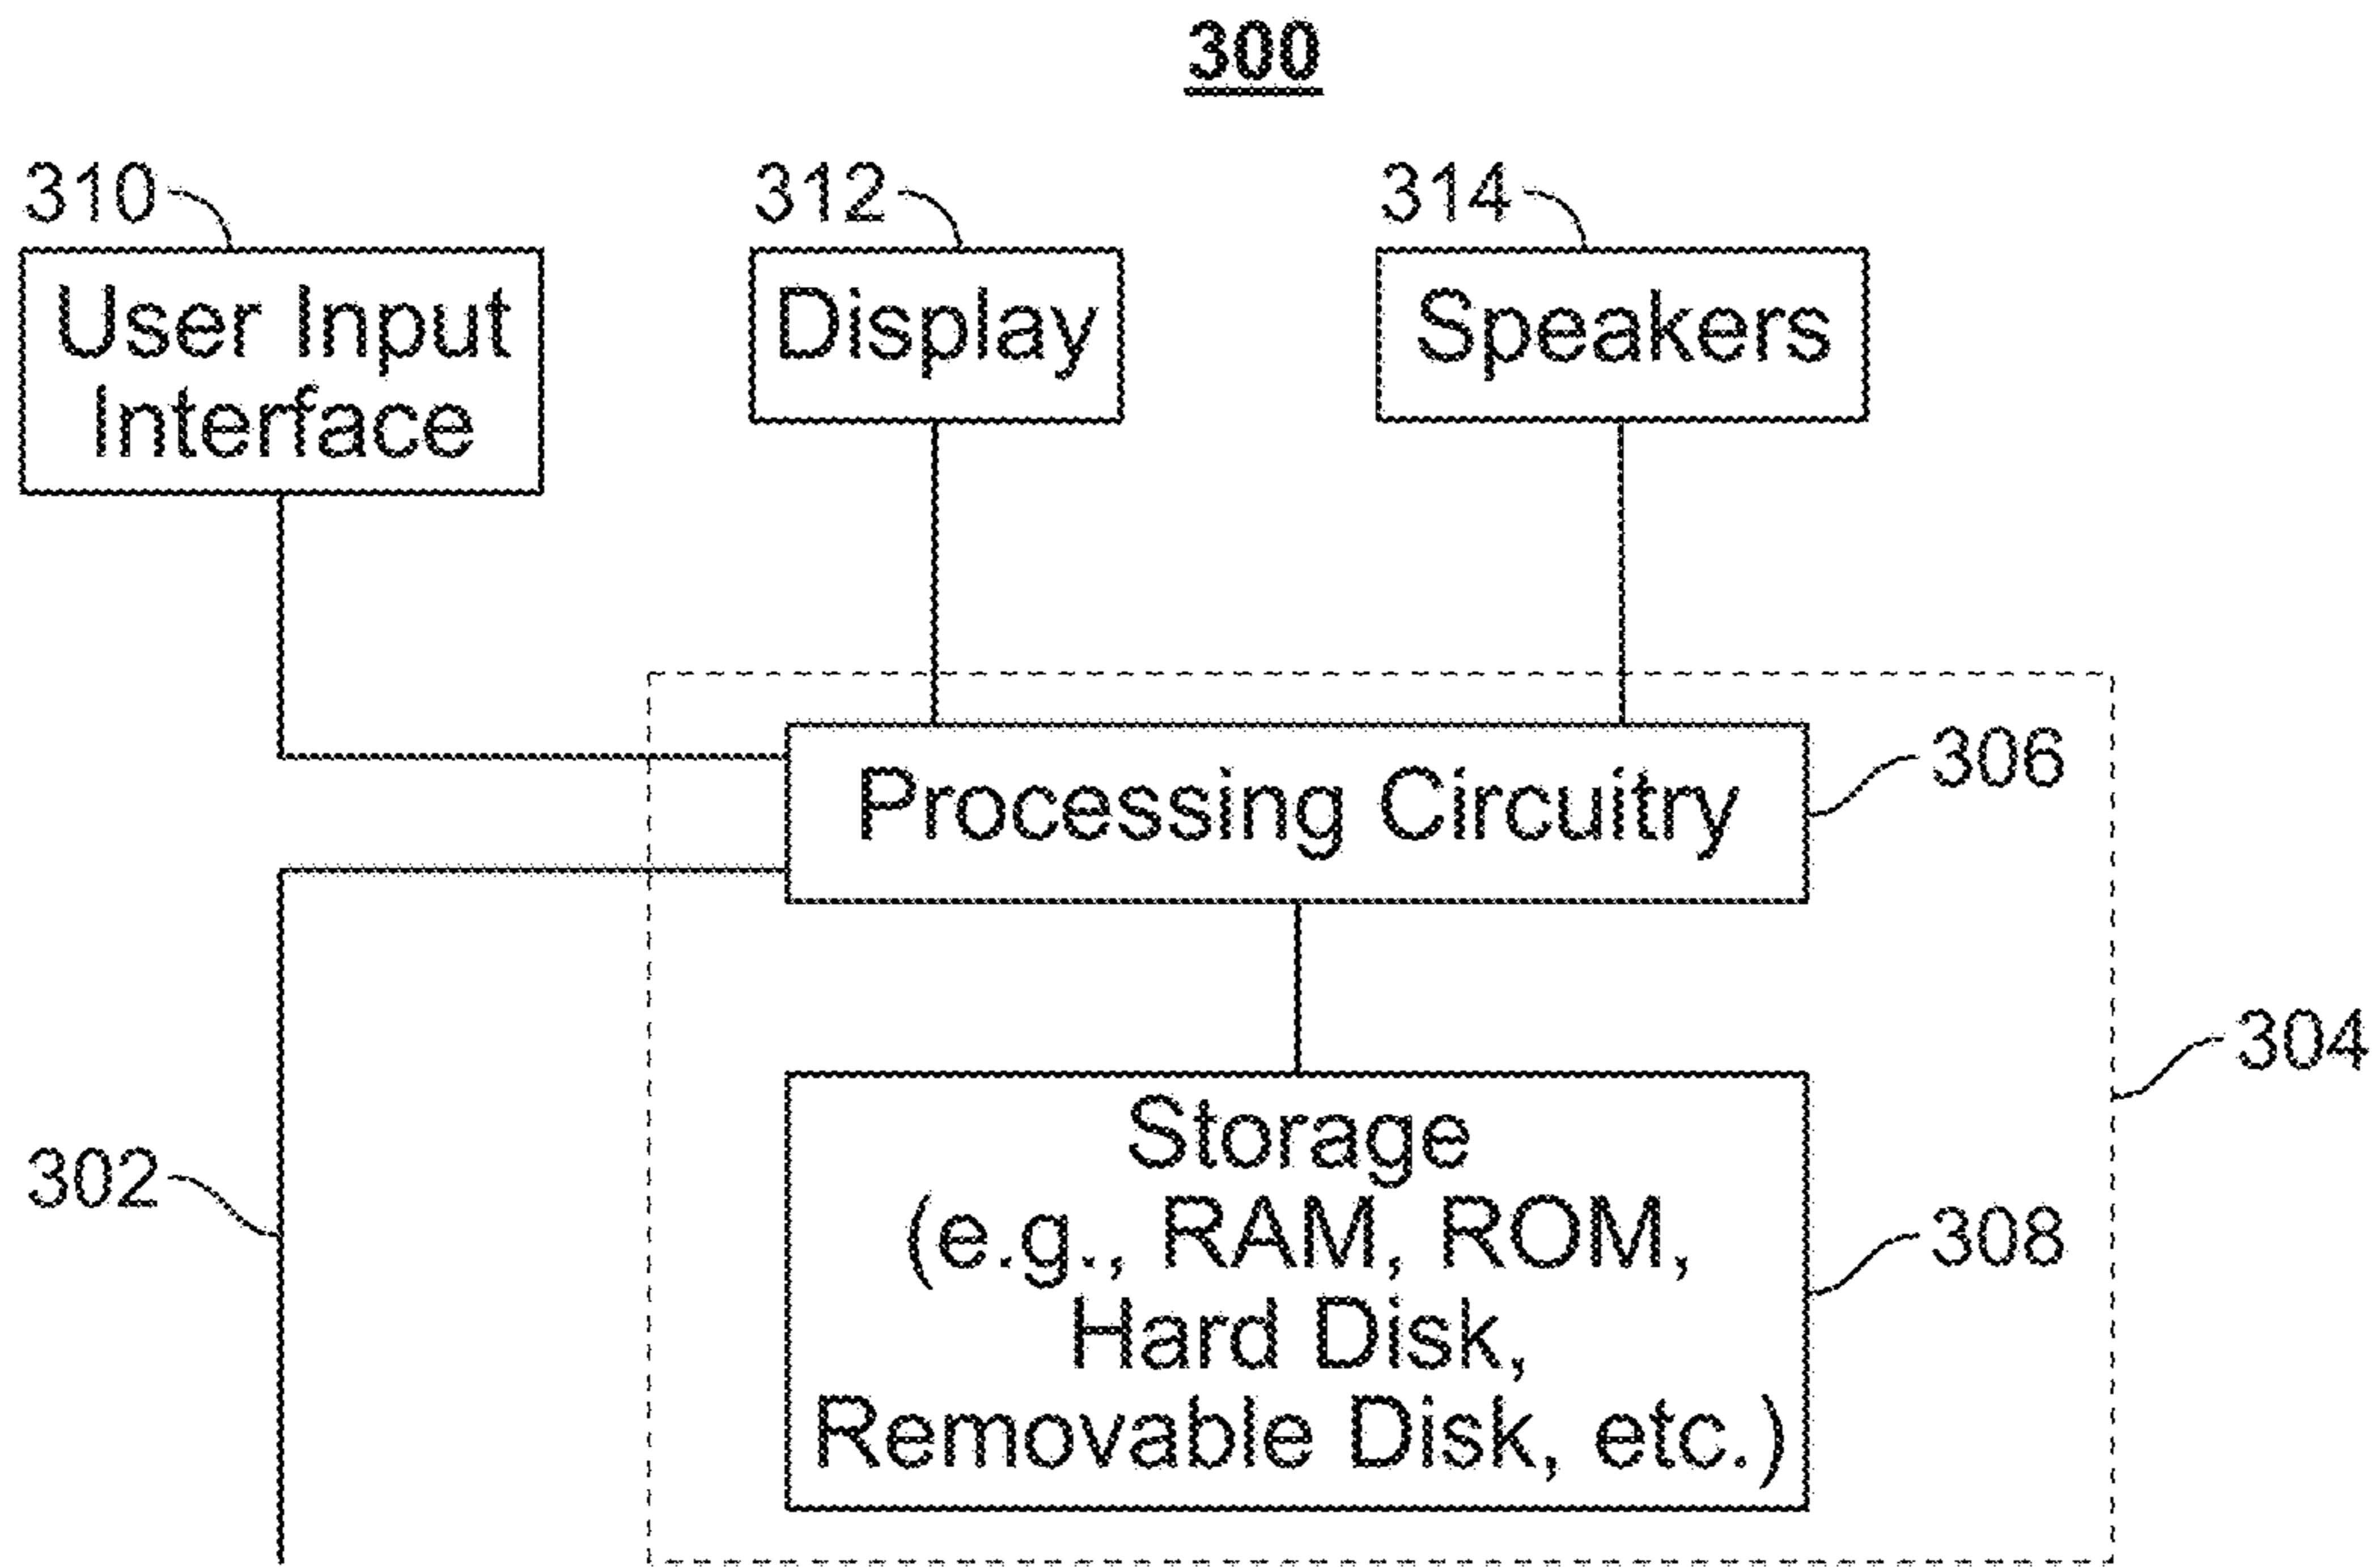 300
310
312
314
User Input
Interface
Display
Speakers
Processing Circuitry
306
304
302
Storage
(e.g., RAM, ROM,
Hard Disk,
Removable Disk, etc.)
308